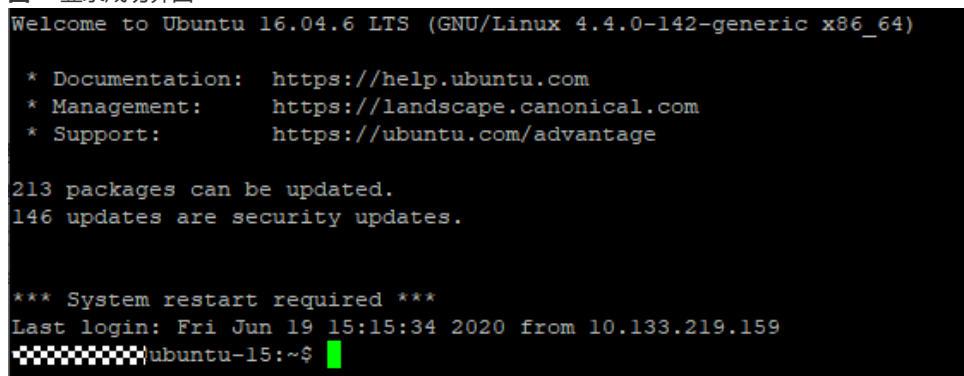 Welcome to Ubuntu 16.04.6 LTS (GNU/Linux 4.4.0-142-generic x86_64)
* Documentation: https://help.ubuntu.com
* Management: https://landscape.canonical.com
* Support: https://ubuntu.com/advantage
213 packages can be updated.
146 updates are security updates.
*** System restart required ***
Last login: Fri Jun 19 15:15:34 2020 from 10.133.219.159
ubuntu-15:~$